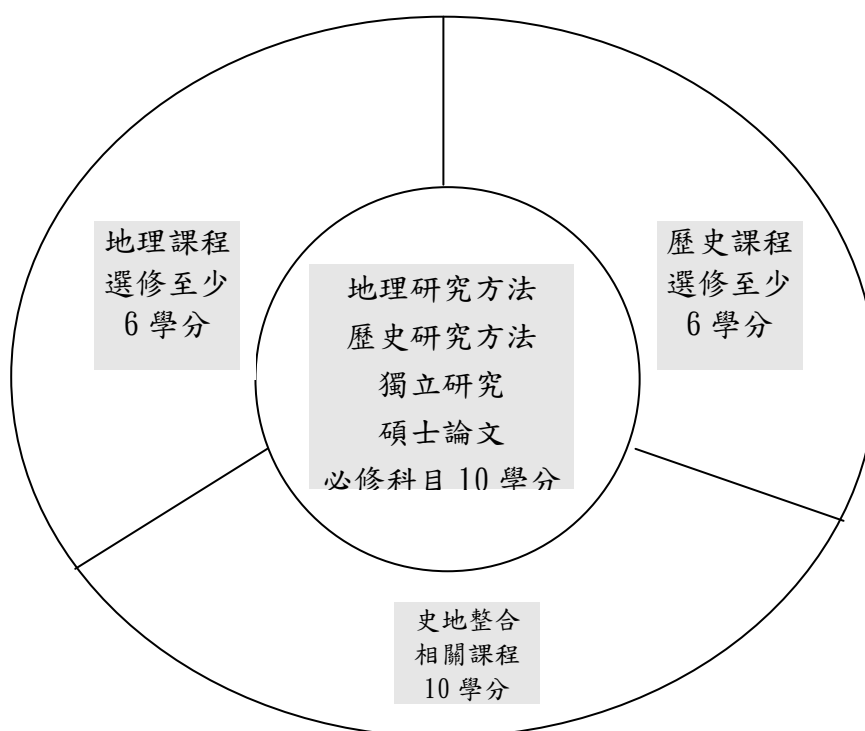 地理課程
選修至少
6 學分
歷史課程
選修至少
6 學分
地理研究方法
歷史研究方法
獨立研究
碩士論文
必修科目 10 學分
史地整合
相關課程
10 學分